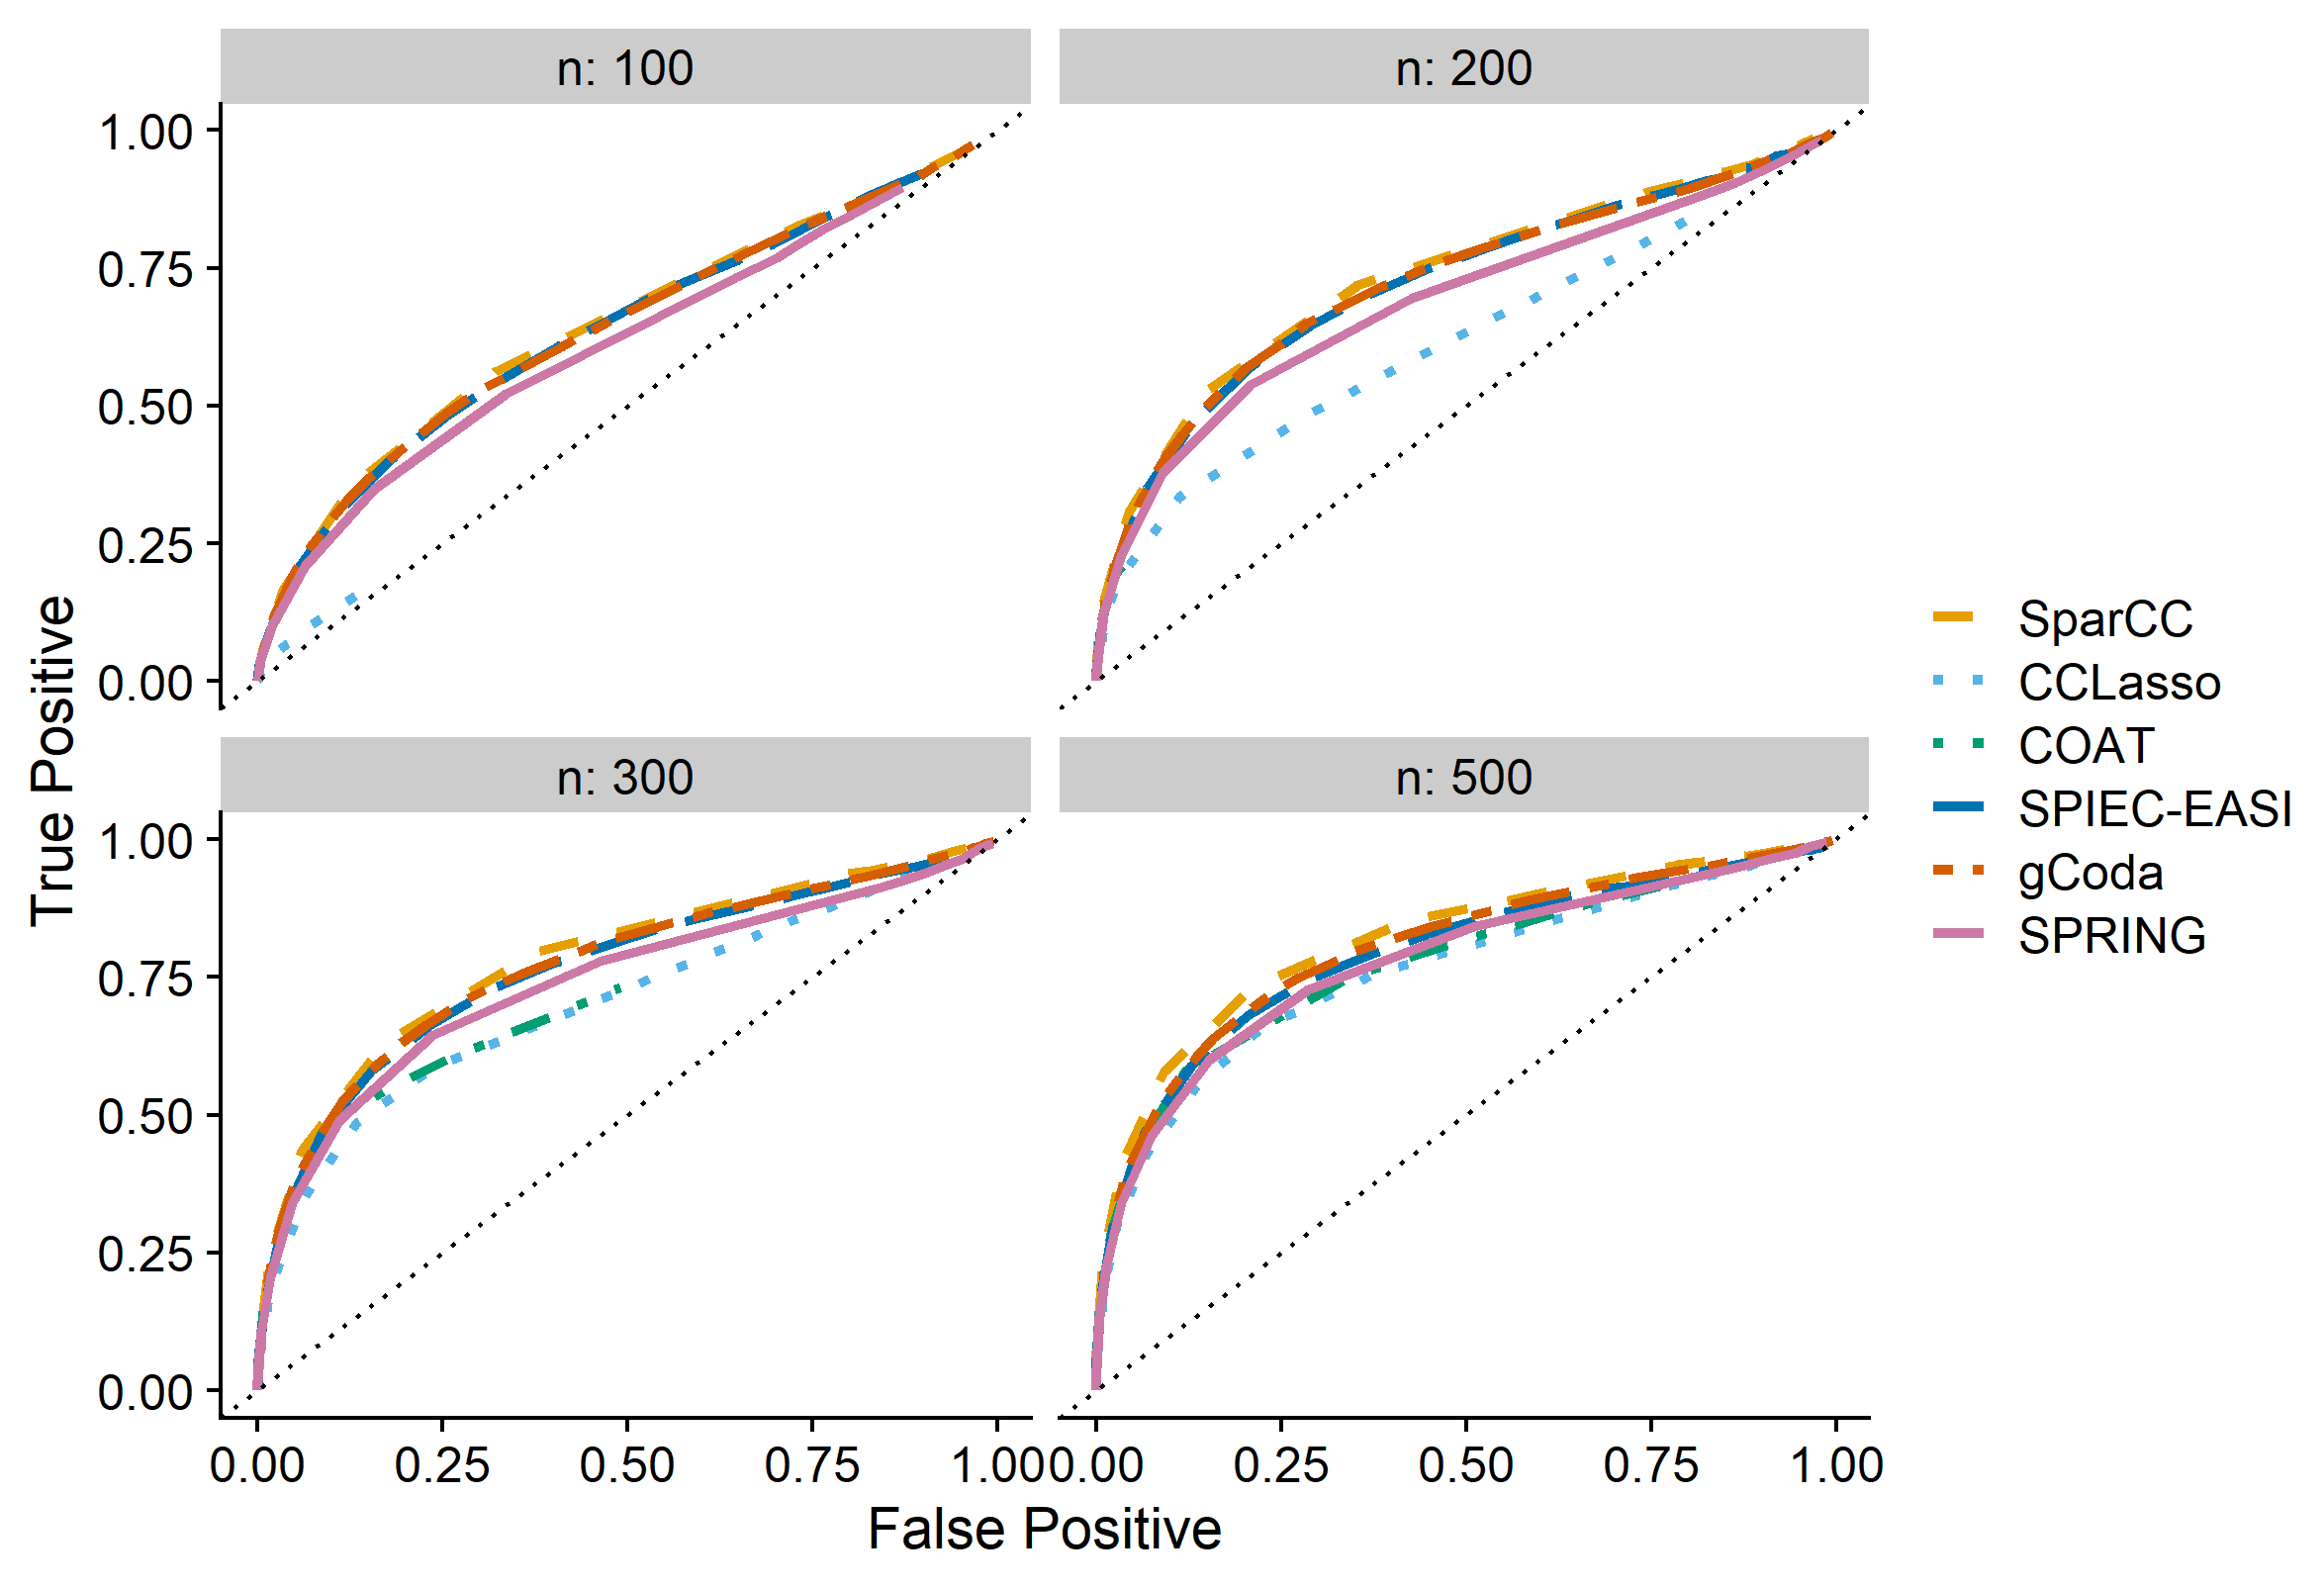 n: 100
n: 200
1.00
0.75
0.50
0.25
0.00
n: 300
n: 500
1.00
0.75
0.50
0.25
0.00
0.00 0.25 0.50 0.75 1.00
0.00 0.25 0.50 0.75 1.00
False Positive
True Positive
SparCC
CCLasso
COAT
SPIEC-EASI
gCoda
SPRING